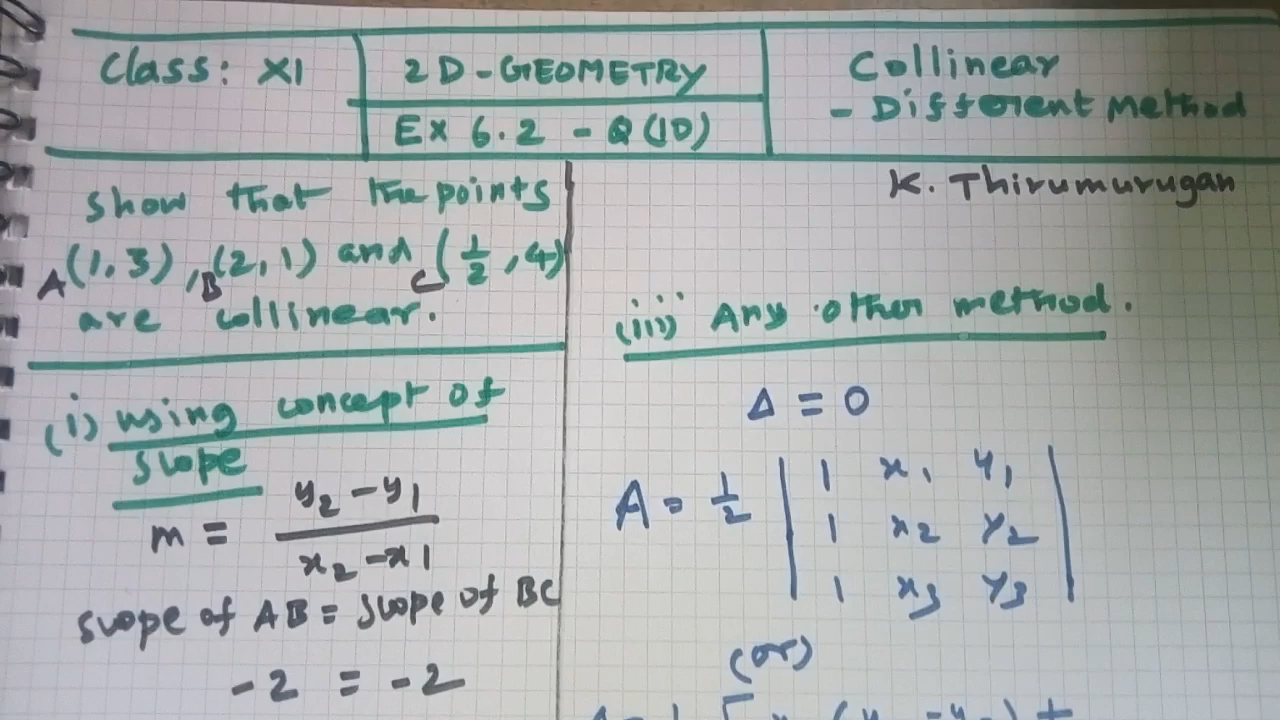 Class: XI
2D-GEOMETRY
Ex 6.2 - Q(10)
Collinear
- Different Method
K. Thirumurugan
Show that the points
A(1,3), B(2,1) and C(1/2, 4)
are collinear.
(i) using concept of
slope
m = (y2 - y1)/(x2 - x1)
slope of AB = slope of BC
-2 = -2
(iii) Any other method.
Δ = 0
A = 1/2 | 1 x1 y1
1 x2 y2
1 x3 y3 |
(or)